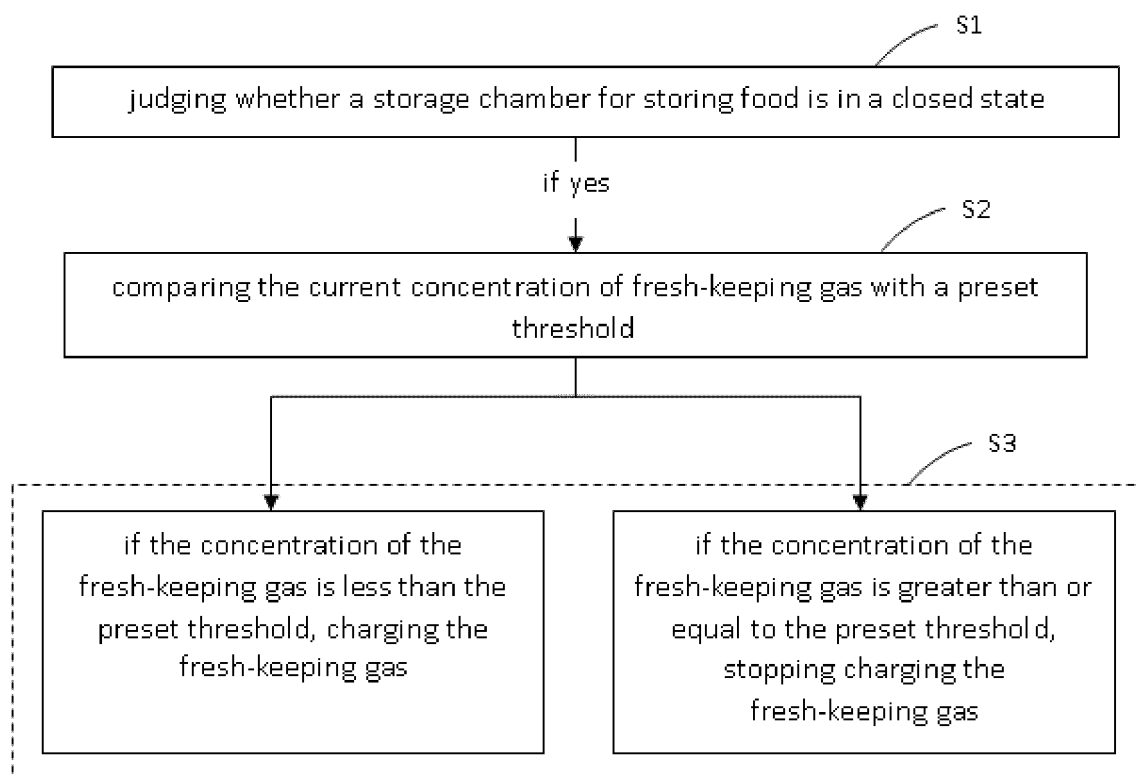 S1
judging whether a storage chamber for storing food is in a closed state
if yes
S2
comparing the current concentration of fresh-keeping gas with a preset
threshold
S3
if the concentration of the
fresh-keeping gas is less than the
preset threshold, charging the
fresh-keeping gas
if the concentration of the
fresh-keeping gas is greater than or
equal to the preset threshold,
stopping charging the
fresh-keeping gas